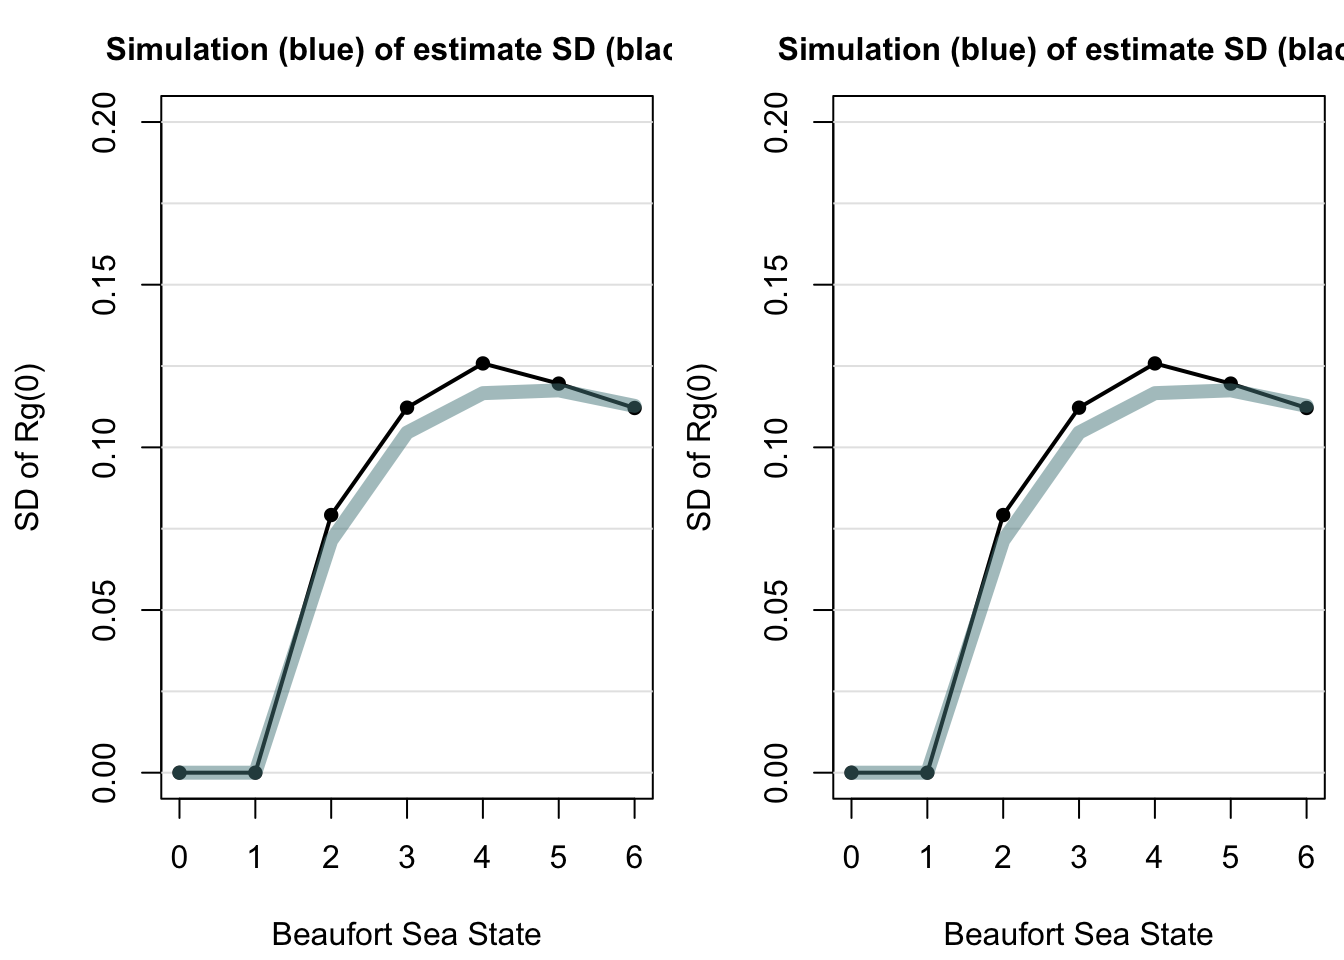 Simulation (blue) of estimate SD (blac
SD of Rg(0)
0.20
0.15
0.10
0.05
0.00
0 1 2 3 4 5 6
Beaufort Sea State
Simulation (blue) of estimate SD (blac
SD of Rg(0)
0.20
0.15
0.10
0.05
0.00
0 1 2 3 4 5 6
Beaufort Sea State